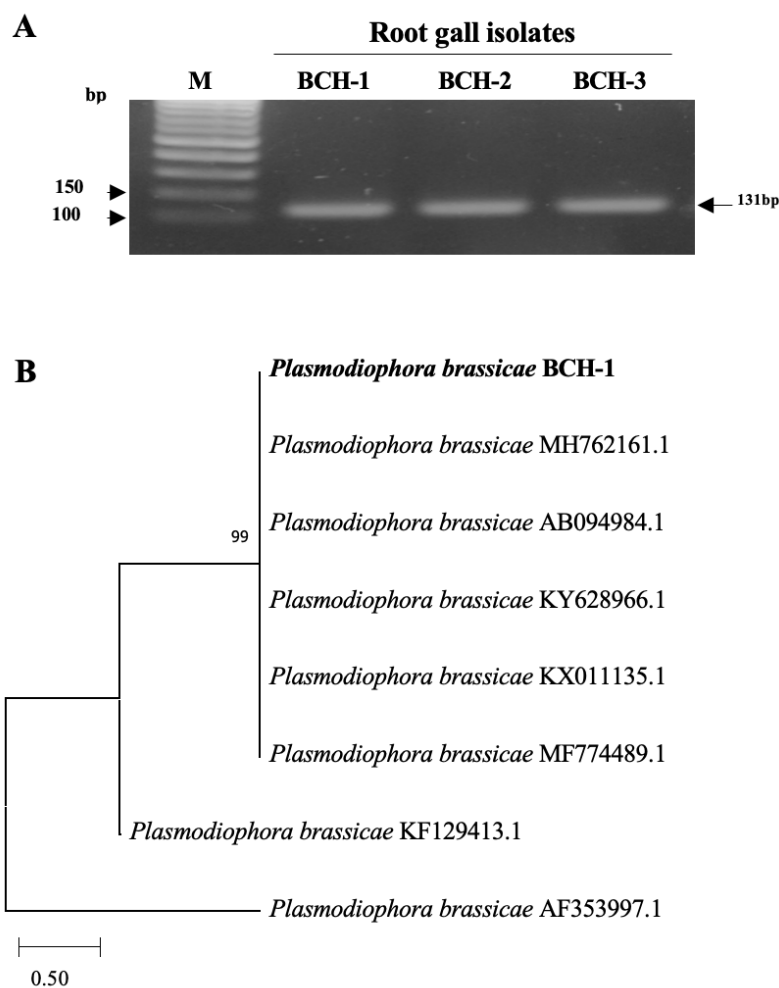 A
Root gall isolates
M BCH-1 BCH-2 BCH-3
bp
150
100
131bp
B
Plasmodiophora brassicae BCH-1
Plasmodiophora brassicae MH762161.1
Plasmodiophora brassicae AB094984.1
99
Plasmodiophora brassicae KY628966.1
Plasmodiophora brassicae KX011135.1
Plasmodiophora brassicae MF774489.1
Plasmodiophora brassicae KF129413.1
Plasmodiophora brassicae AF353997.1
0.50